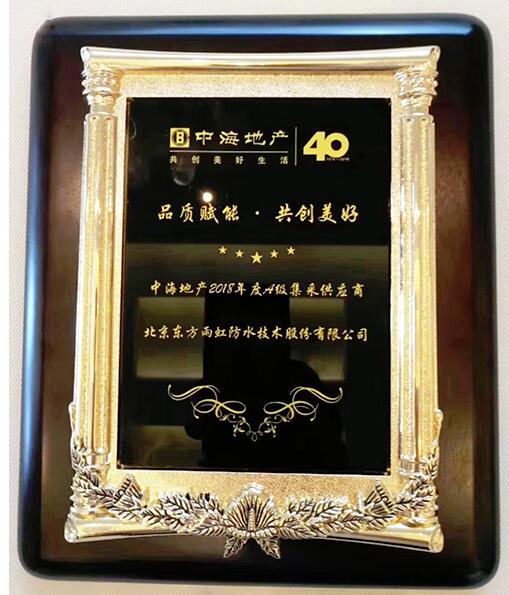 中海地产
共创美好生活
40
1979-2019
品质赋能·共创美好
中海地产2018年度A级集采供应商
北京东方雨虹防水技术股份有限公司